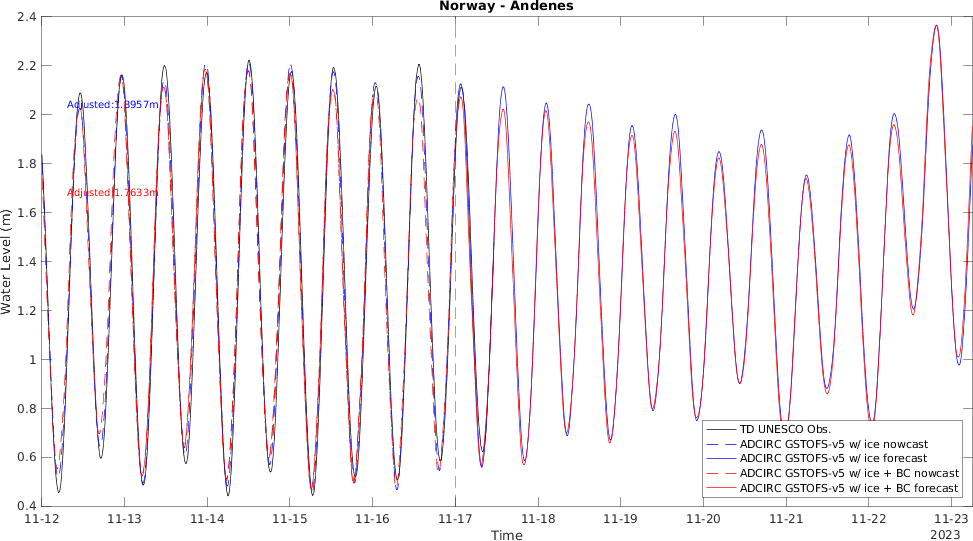 Norway - Andenes
2.4
2.2
2
1.8
1.6
1.4
1.2
1
0.8
0.6
0.4
Water Level (m)
Adjusted:1.8957m
Adjusted:1.7633m
TD UNESCO Obs.
ADCIRC GSTOFS-v5 w/ ice nowcast
ADCIRC GSTOFS-v5 w/ ice forecast
ADCIRC GSTOFS-v5 w/ ice + BC nowcast
ADCIRC GSTOFS-v5 w/ ice + BC forecast
11-12 11-13 11-14 11-15 11-16 11-17 11-18 11-19 11-20 11-21 11-22 11-23
2023
Time